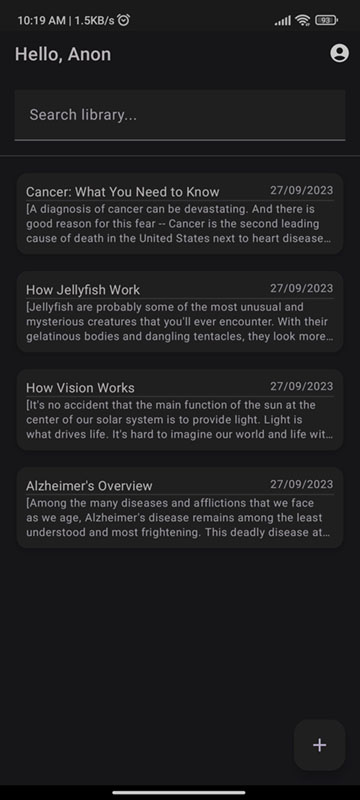 10:19 AM | 1.5KB/s
93
Hello, Anon
Search library...
Cancer: What You Need to Know
27/09/2023
[A diagnosis of cancer can be devastating. And there is
good reason for this fear -- Cancer is the second leading
cause of death in the United States next to heart disease...
How Jellyfish Work
27/09/2023
[Jellyfish are probably some of the most unusual and
mysterious creatures that you'll ever encounter. With their
gelatinous bodies and dangling tentacles, they look more...
How Vision Works
27/09/2023
[It's no accident that the main function of the sun at the
center of our solar system is to provide light. Light is
what drives life. It's hard to imagine our world and life wit...
Alzheimer's Overview
27/09/2023
[Among the many diseases and afflictions that we face
as we age, Alzheimer's disease remains among the least
understood and most frightening. This deadly disease at...
+